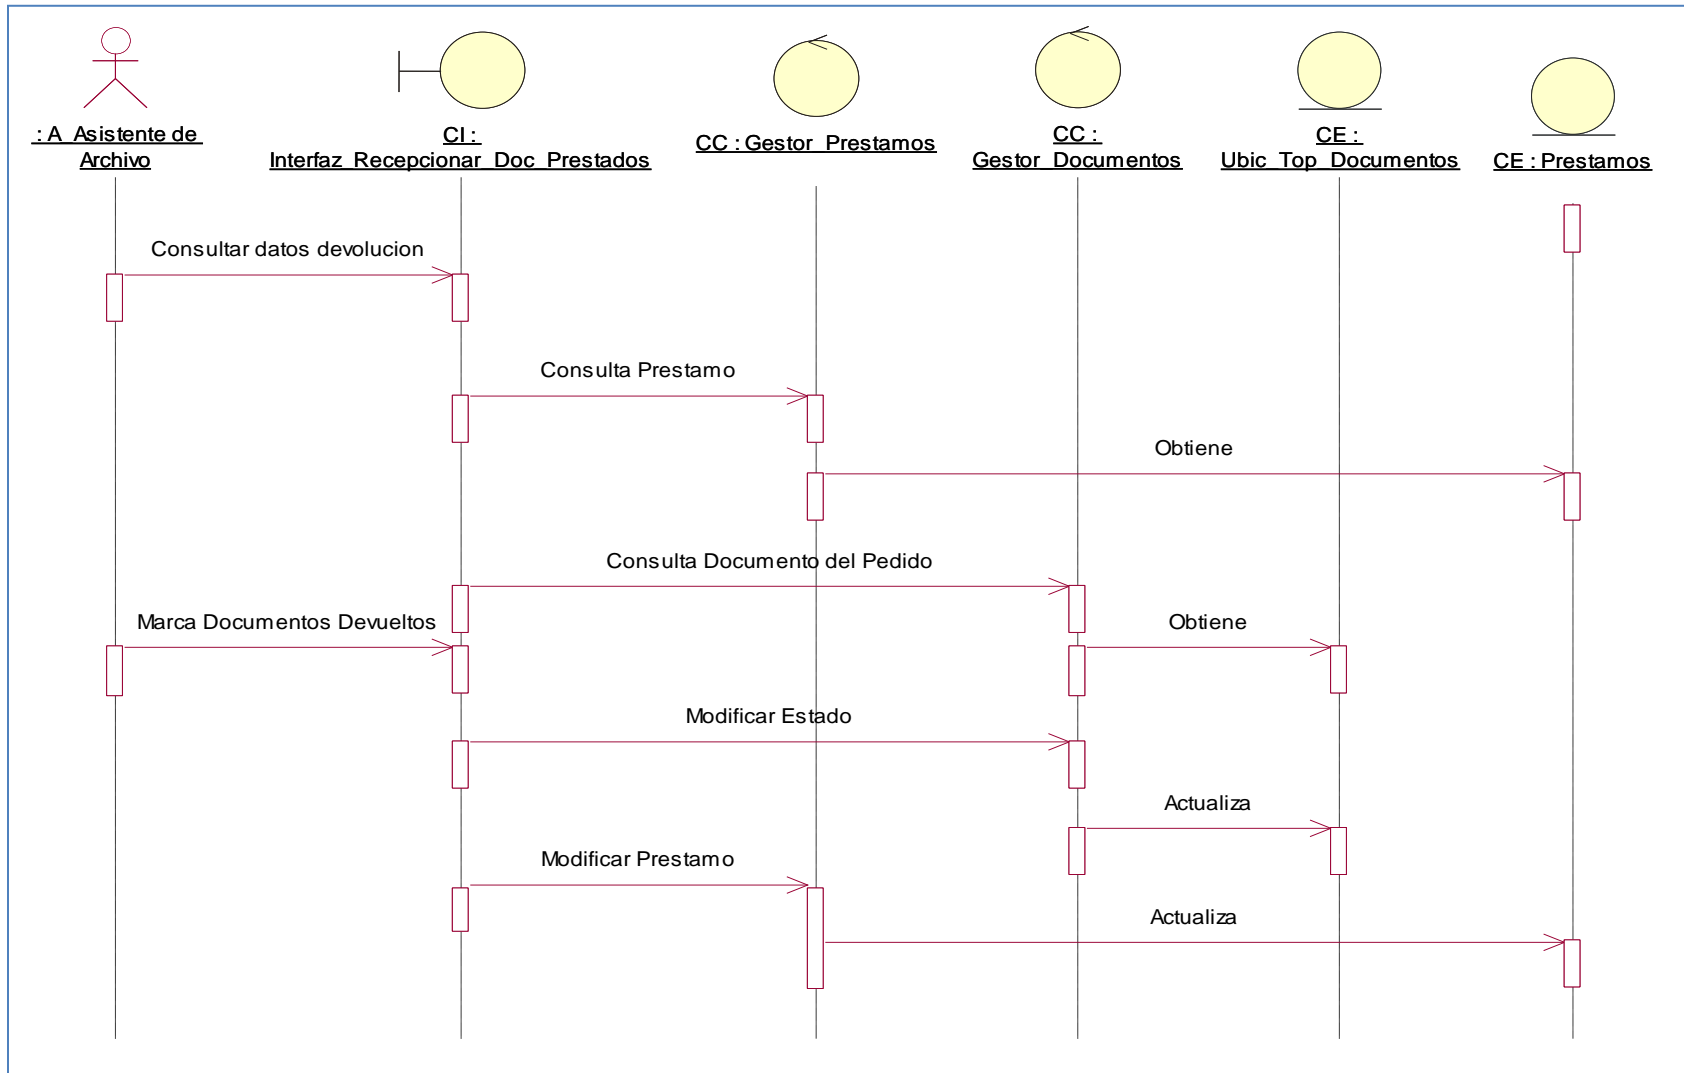 : A_Asistente de
Archivo
CI :
Interfaz_Recepcionar_Doc_Prestados
CC : Gestor_Prestamos
CC :
Gestor_Documentos
CE :
Ubic_Top_Documentos
CE : Prestamos
Consultar datos devolucion
Consulta Prestamo
Obtiene
Consulta Documento del Pedido
Marca Documentos Devueltos
Obtiene
Modificar Estado
Actualiza
Modificar Prestamo
Actualiza